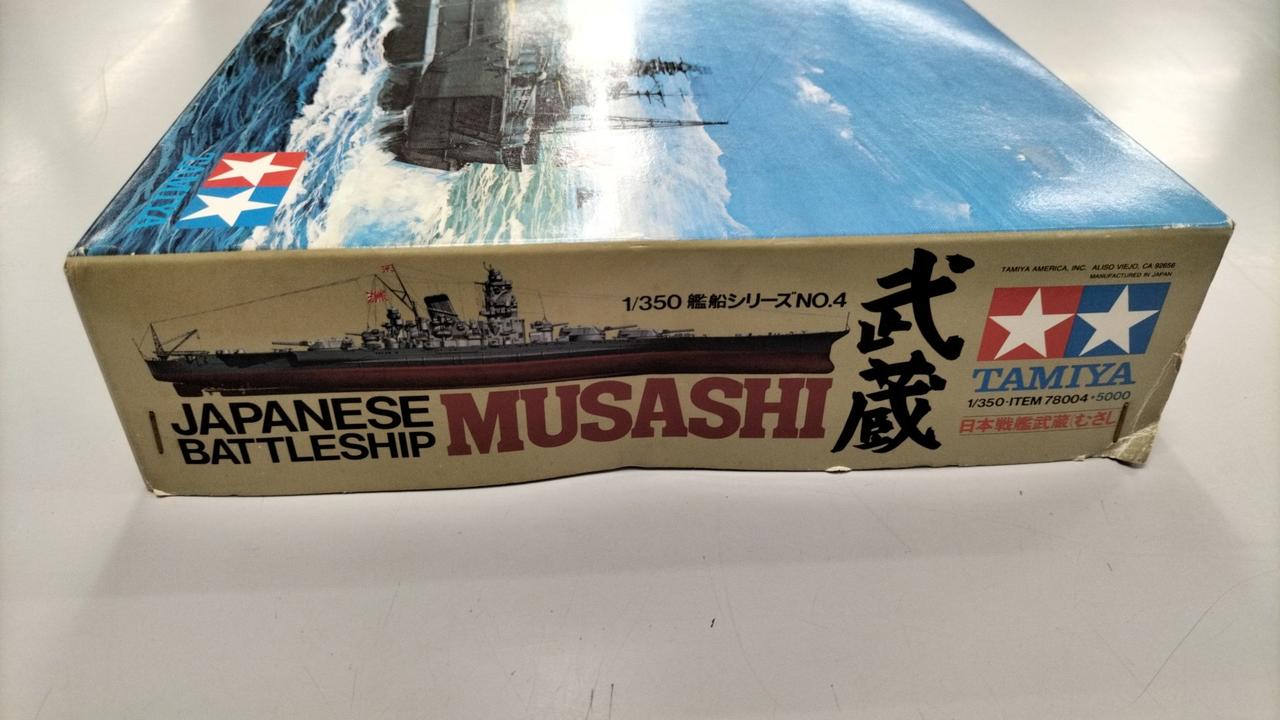 TAMIYA
1/350 艦船シリーズNO.4
JAPANESE
BATTLESHIP
MUSASHI
武蔵
TAMIYA AMERICA, INC. ALISO VIEJO, CA 92656
MANUFACTURED IN JAPAN
TAMIYA
1/350・ITEM 78004・5000
日本戦艦武蔵(むさし